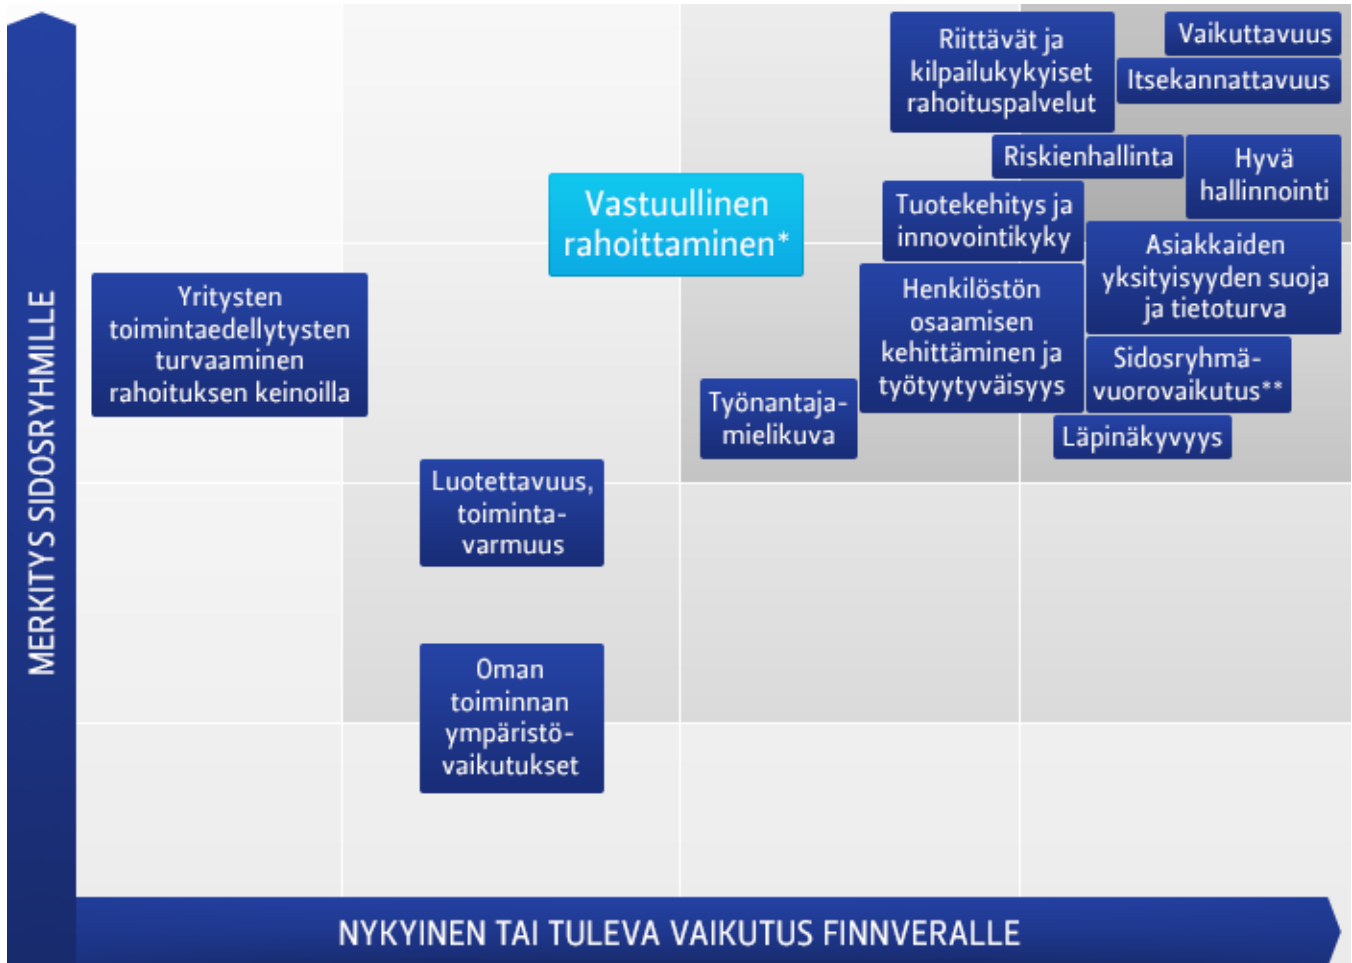 MERKITYS SIDOSRYHMILLE
Riittävät ja
kilpailukykyiset
rahoituspalvelut
Vaikuttavuus
Itsekannattavuus
Riskienhallinta
Hyvä
hallinnointi
Vastuullinen
rahoittaminen*
Tuotekehitys ja
innovointikyky
Asiakkaiden
yksityisyyden suoja
ja tietoturva
Yritysten
toimintaedellytysten
turvaaminen
rahoituksen keinoilla
Henkilöstön
osaamisen
kehittäminen ja
työtyytyväisyys
Sidosryhmä-
vuorovaikutus**
Työnantaja-
mielikuva
Läpinäkyvyys
Luotettavuus,
toiminta-
varmuus
Oman
toiminnan
ympäristö-
vaikutukset
NYKYINEN TAI TULEVA VAIKUTUS FINNVERALLE